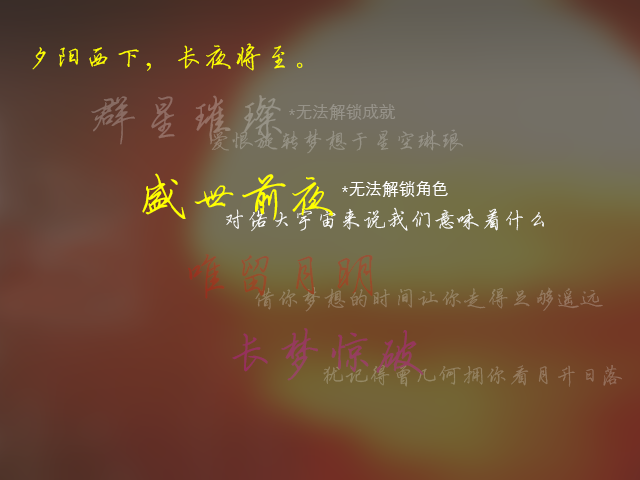 夕阳西下，长夜将至。
群星璀璨 *无法解锁成就
爱恨旋转梦想于星空琳琅
盛世前夜 *无法解锁角色
对偌大宇宙来说我们意味着什么
唯留月明
借你梦想的时间让你走得足够遥远
长梦惊破
犹记得曾几何拥你看月升日落